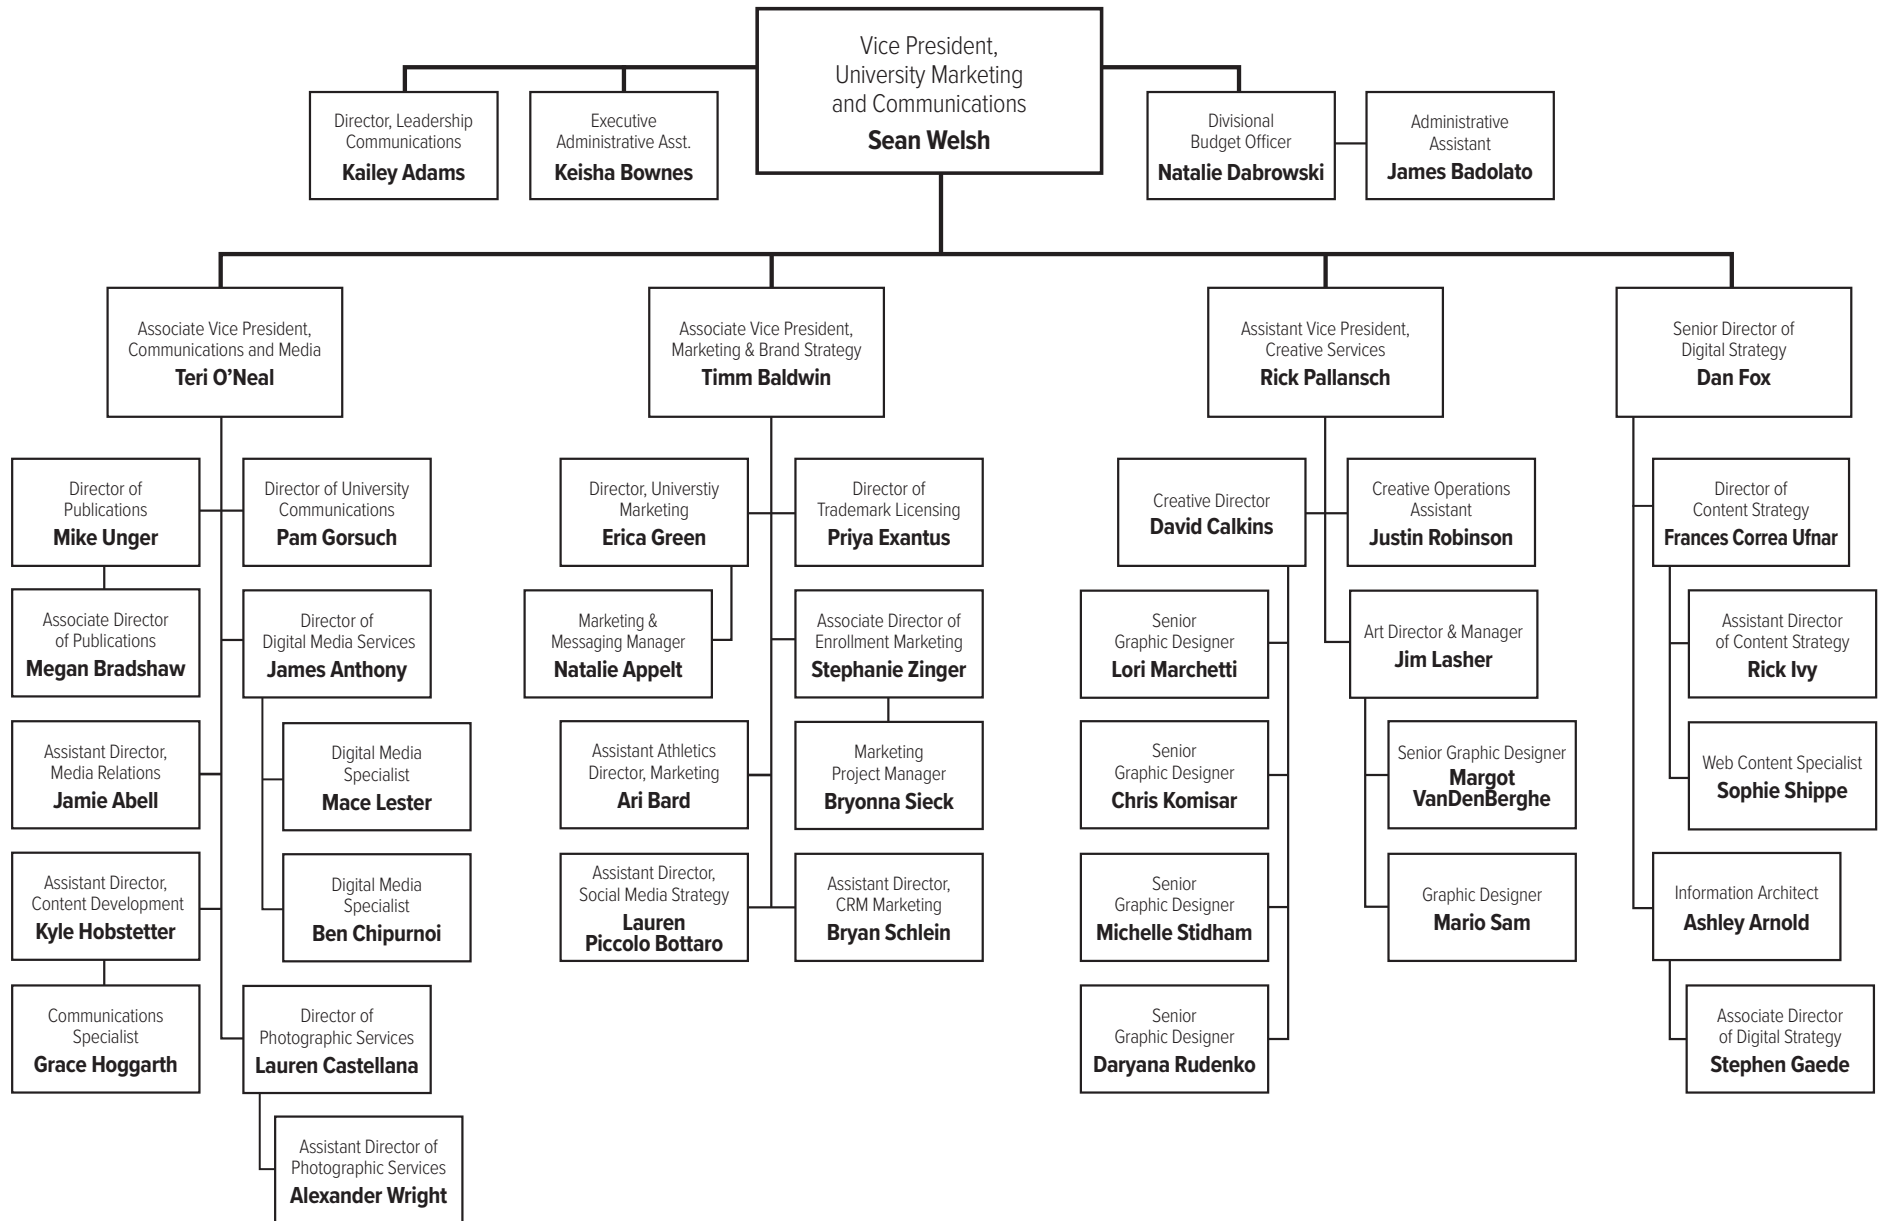 Vice President,
University Marketing
and Communications
Sean Welsh
Director, Leadership
Communications
Kailey Adams
Executive
Administrative Asst.
Keisha Bownes
Divisional
Budget Officer
Natalie Dabrowski
Administrative
Assistant
James Badolato
Associate Vice President,
Communications and Media
Teri O’Neal
Associate Vice President,
Marketing & Brand Strategy
Timm Baldwin
Assistant Vice President,
Creative Services
Rick Pallansch
Senior Director of
Digital Strategy
Dan Fox
Director of
Publications
Mike Unger
Director of University
Communications
Pam Gorsuch
Associate Director
of Publications
Megan Bradshaw
Director of
Digital Media Services
James Anthony
Assistant Director,
Media Relations
Jamie Abell
Digital Media
Specialist
Mace Lester
Assistant Director,
Content Development
Kyle Hobstetter
Digital Media
Specialist
Ben Chipurnoi
Communications
Specialist
Grace Hoggarth
Director of
Photographic Services
Lauren Castellana
Assistant Director of
Photographic Services
Alexander Wright
Director, Universtiy
Marketing
Erica Green
Director of
Trademark Licensing
Priya Exantus
Marketing &
Messaging Manager
Natalie Appelt
Associate Director of
Enrollment Marketing
Stephanie Zinger
Assistant Athletics
Director, Marketing
Ari Bard
Marketing
Project Manager
Bryonna Sieck
Assistant Director,
Social Media Strategy
Lauren
Piccolo Bottaro
Assistant Director,
CRM Marketing
Bryan Schlein
Creative Director
David Calkins
Creative Operations
Assistant
Justin Robinson
Senior
Graphic Designer
Lori Marchetti
Art Director & Manager
Jim Lasher
Senior
Graphic Designer
Chris Komisar
Senior Graphic Designer
Margot
VanDenBerghe
Senior
Graphic Designer
Michelle Stidham
Graphic Designer
Mario Sam
Senior
Graphic Designer
Daryana Rudenko
Director of
Content Strategy
Frances Correa Ufnar
Assistant Director
of Content Strategy
Rick Ivy
Web Content Specialist
Sophie Shippe
Information Architect
Ashley Arnold
Associate Director
of Digital Strategy
Stephen Gaede